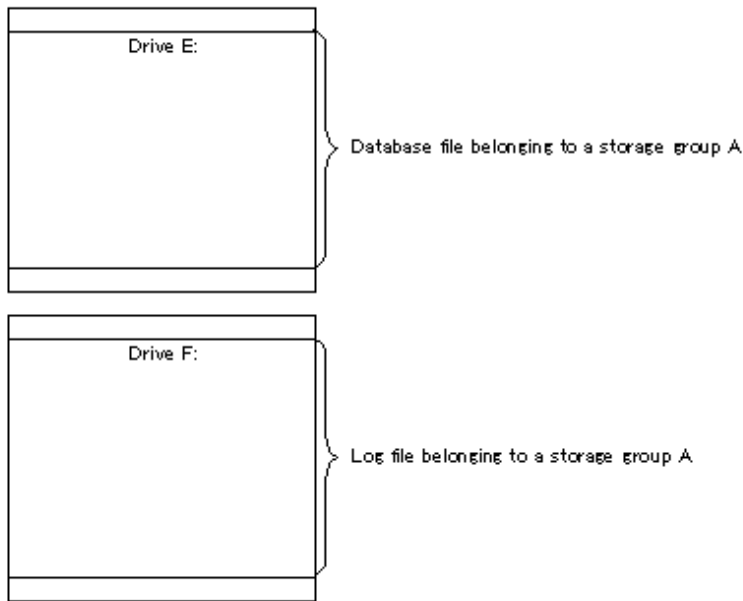 Drive E:
Database file belonging to a storage group A
Drive F:
Log file belonging to a storage group A